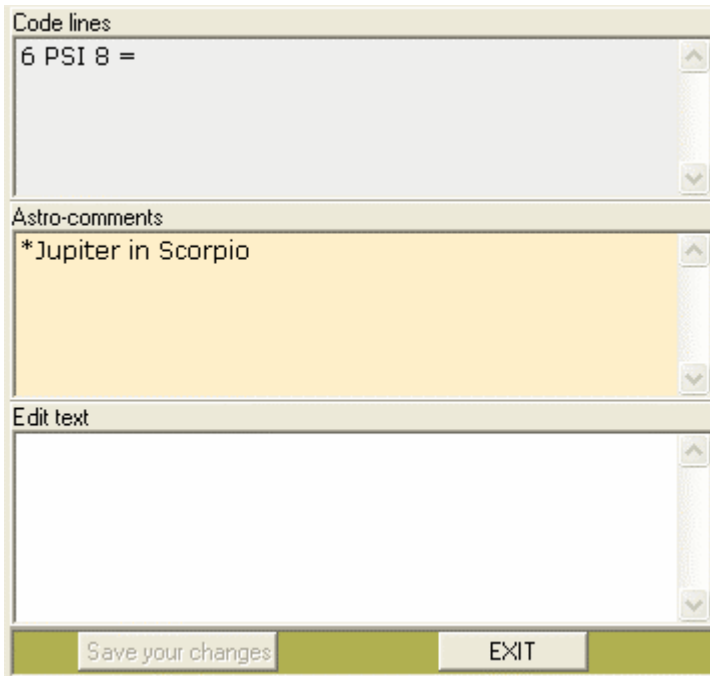 Code lines
6 PSI 8 =
Astro-comments
*Jupiter in Scorpio
Edit text
Save your changes EXIT